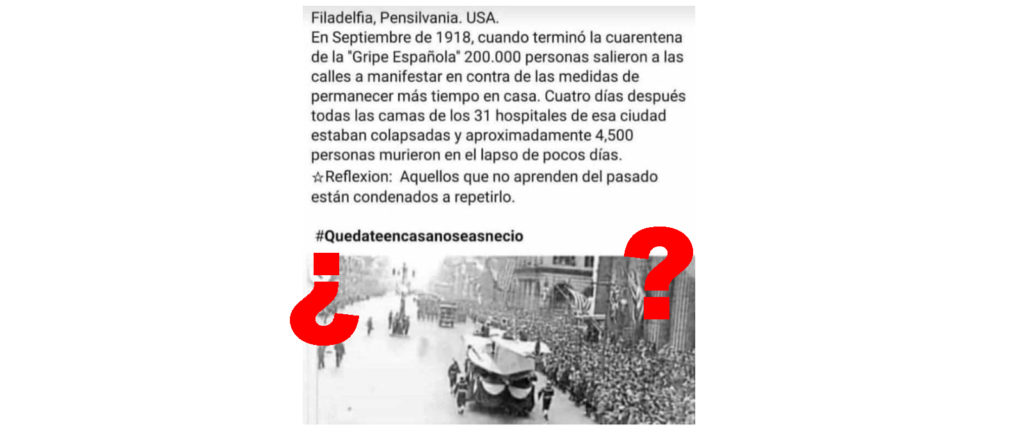 Filadelfia, Pensilvania. USA.
En Septiembre de 1918, cuando terminó la cuarentena
de la "Gripe Española" 200.000 personas salieron a las
calles a manifestar en contra de las medidas de
permanecer más tiempo en casa. Cuatro días después
todas las camas de los 31 hospitales de esa ciudad
estaban colapsadas y aproximadamente 4,500
personas murieron en el lapso de pocos días.
☆Reflexion: Aquellos que no aprenden del pasado
están condenados a repetirlo.
#Quedateencasanoseasnecio
¿ ?